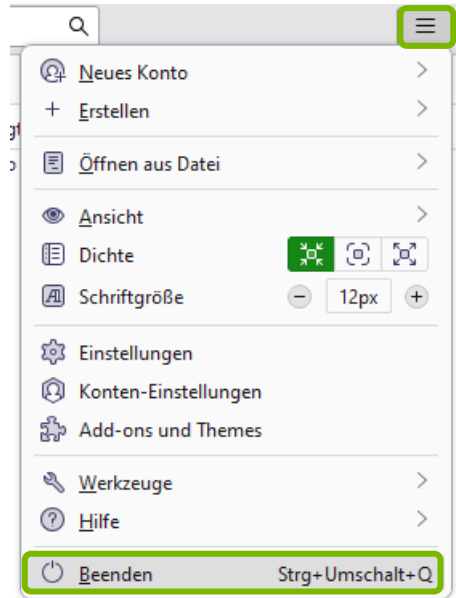 Neues Konto
Erstellen
Öffnen aus Datei
Ansicht
Dichte
Schriftgröße 12px
Einstellungen
Konten-Einstellungen
Add-ons und Themes
Werkzeuge
Hilfe
Beenden Strg+Umschalt+Q